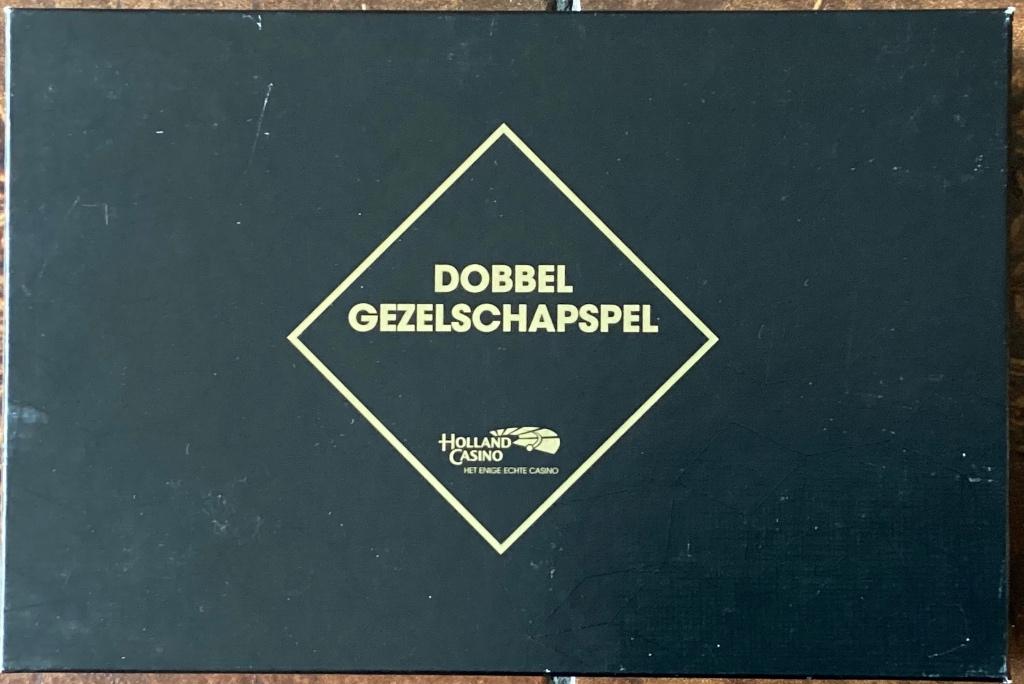 DOBBEL
GEZELSCHAPSPEL
HOLLAND
CASINO
HET ENIGE ECHTE CASINO